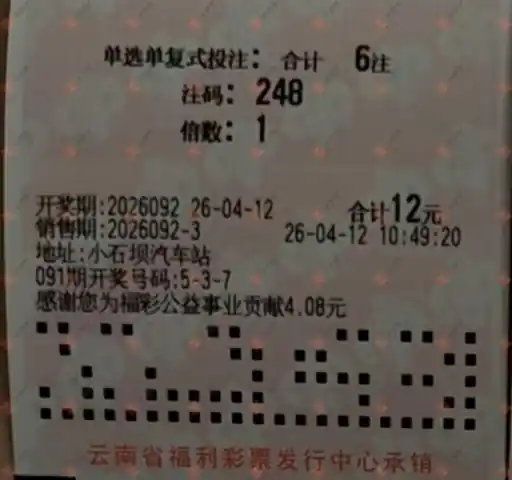 单选单复式投注: 合计 6注
注码: 248
倍数: 1
开奖期:2026092 26-04-12 合计12元
销售期:2026092-3 26-04-12 10:49:20
地址:小石坝汽车站
091期开奖号码:5-3-7
感谢您为福彩公益事业贡献4.08元
云南省福利彩票发行中心承销